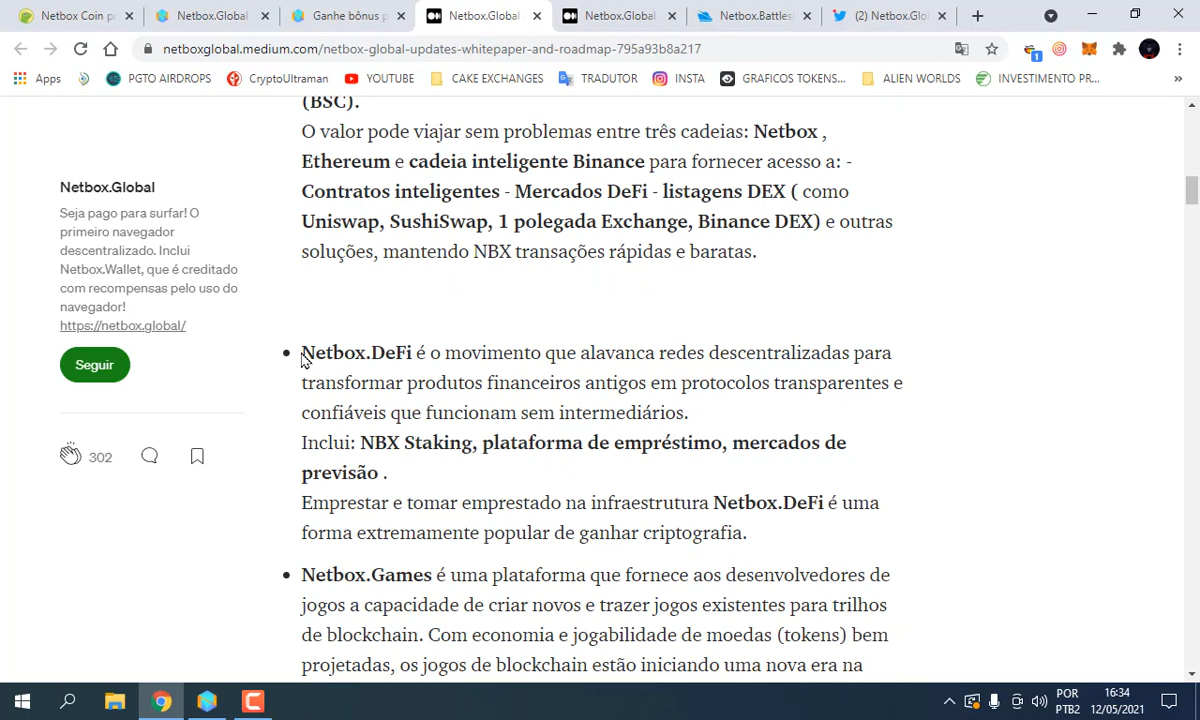 Netbox Coin pr
Netbox.Global
Ganhe bônus p
Netbox.Global
Netbox.Global
Netbox.Battles
(2) Netbox.Glo
netboxglobal.medium.com/netbox-global-updates-whitepaper-and-roadmap-795a93b8a217
1
Apps
PGTO AIRDROPS
CryptoUltraman
YOUTUBE
CAKE EXCHANGES
TRADUTOR
INSTA
GRAFICOS TOKENS...
ALIEN WORLDS
INVESTIMENTO PR...
»
(BSC).
O valor pode viajar sem problemas entre três cadeias: Netbox ,
Ethereum e cadeia inteligente Binance para fornecer acesso a: -
Contratos inteligentes - Mercados DeFi - listagens DEX ( como
Uniswap, SushiSwap, 1 polegada Exchange, Binance DEX) e outras
soluções, mantendo NBX transações rápidas e baratas.
Netbox.Global
Seja pago para surfar! O
primeiro navegador
descentralizado. Inclui
Netbox.Wallet, que é creditado
com recompensas pelo uso do
navegador!
https://netbox.global/
Seguir
302
• Netbox.DeFi é o movimento que alavanca redes descentralizadas para
transformar produtos financeiros antigos em protocolos transparentes e
confiáveis que funcionam sem intermediários.
Inclui: NBX Staking, plataforma de empréstimo, mercados de
previsão .
Emprestar e tomar emprestado na infraestrutura Netbox.DeFi é uma
forma extremamente popular de ganhar criptografia.
• Netbox.Games é uma plataforma que fornece aos desenvolvedores de
jogos a capacidade de criar novos e trazer jogos existentes para trilhos
de blockchain. Com economia e jogabilidade de moedas (tokens) bem
projetadas, os jogos de blockchain estão iniciando uma nova era na
POR
PTB2
16:34
12/05/2021